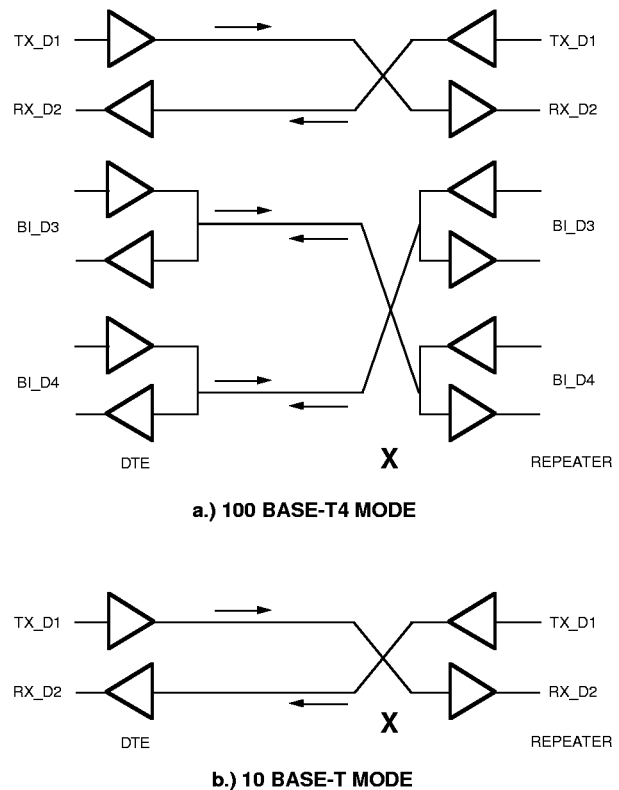 TX_D1
TX_D1
RX_D2
RX_D2
BI_D3
BI_D3
BI_D4
BI_D4
DTE
X
REPEATER
a.) 100 BASE-T4 MODE
TX_D1
TX_D1
RX_D2
RX_D2
DTE
X
REPEATER
b.) 10 BASE-T MODE